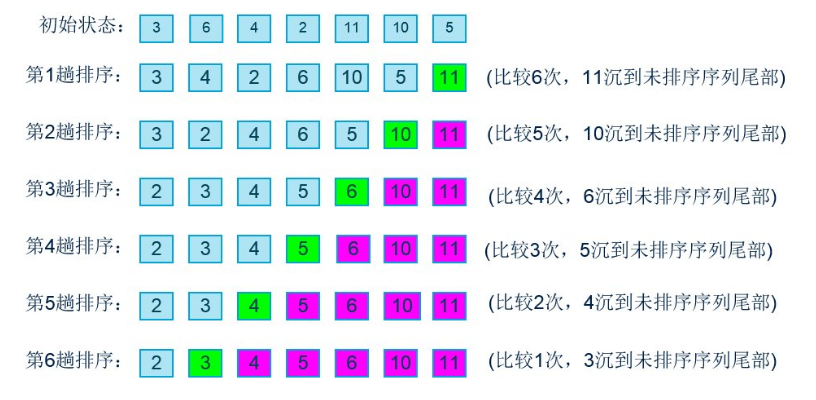 初始状态： 3 6 4 2 11 10 5
第1趟排序： 3 4 2 6 10 5 11 (比较6次，11沉到未排序序列尾部)
第2趟排序： 3 2 4 6 5 10 11 (比较5次，10沉到未排序序列尾部)
第3趟排序： 2 3 4 5 6 10 11 (比较4次，6沉到未排序序列尾部)
第4趟排序： 2 3 4 5 6 10 11 (比较3次，5沉到未排序序列尾部)
第5趟排序： 2 3 4 5 6 10 11 (比较2次，4沉到未排序序列尾部)
第6趟排序： 2 3 4 5 6 10 11 (比较1次，3沉到未排序序列尾部)